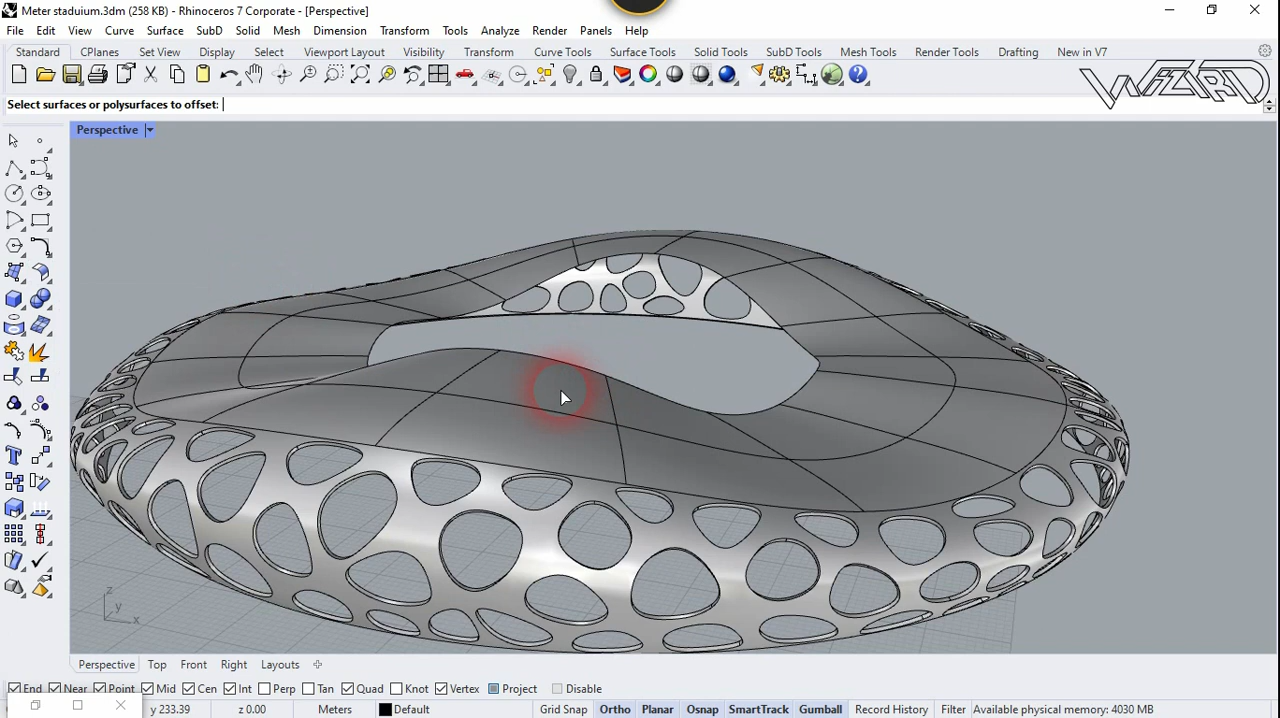 Meter staduium.3dm (258 KB) - Rhinoceros 7 Corporate - [Perspective]
File Edit View Curve Surface SubD Solid Mesh Dimension Transform Tools Analyze Render Panels Help
Standard CPlanes Set View Display Select Viewport Layout Visibility Transform Curve Tools Surface Tools Solid Tools SubD Tools Mesh Tools Render Tools Drafting New in V7
WIZARD
Select surfaces or polysurfaces to offset:
Perspective
z
y
x
Perspective Top Front Right Layouts
End Near Point Mid Cen Int Perp Tan Quad Knot Vertex Project Disable
y 233.39 z 0.00 Meters Default Grid Snap Ortho Planar Osnap SmartTrack Gumball Record History Filter Available physical memory: 4030 MB